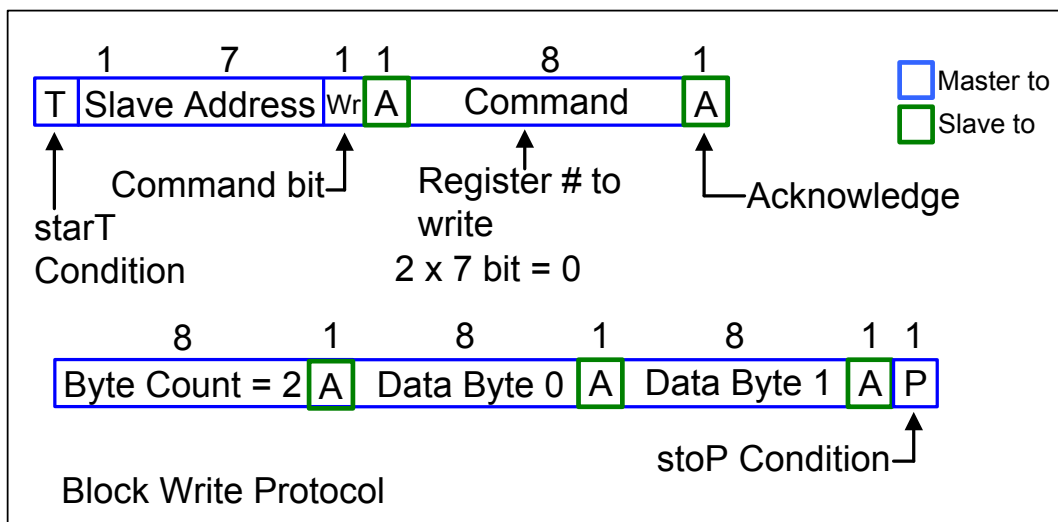 1 7 1 1 8 1
T Slave Address Wr A Command A
Master to
Slave to
Command bit
Register # to
write
2 x 7 bit = 0
Acknowledge
starT
Condition
8 1 8 1 8 1 1
Byte Count = 2 A Data Byte 0 A Data Byte 1 A P
stoP Condition
Block Write Protocol